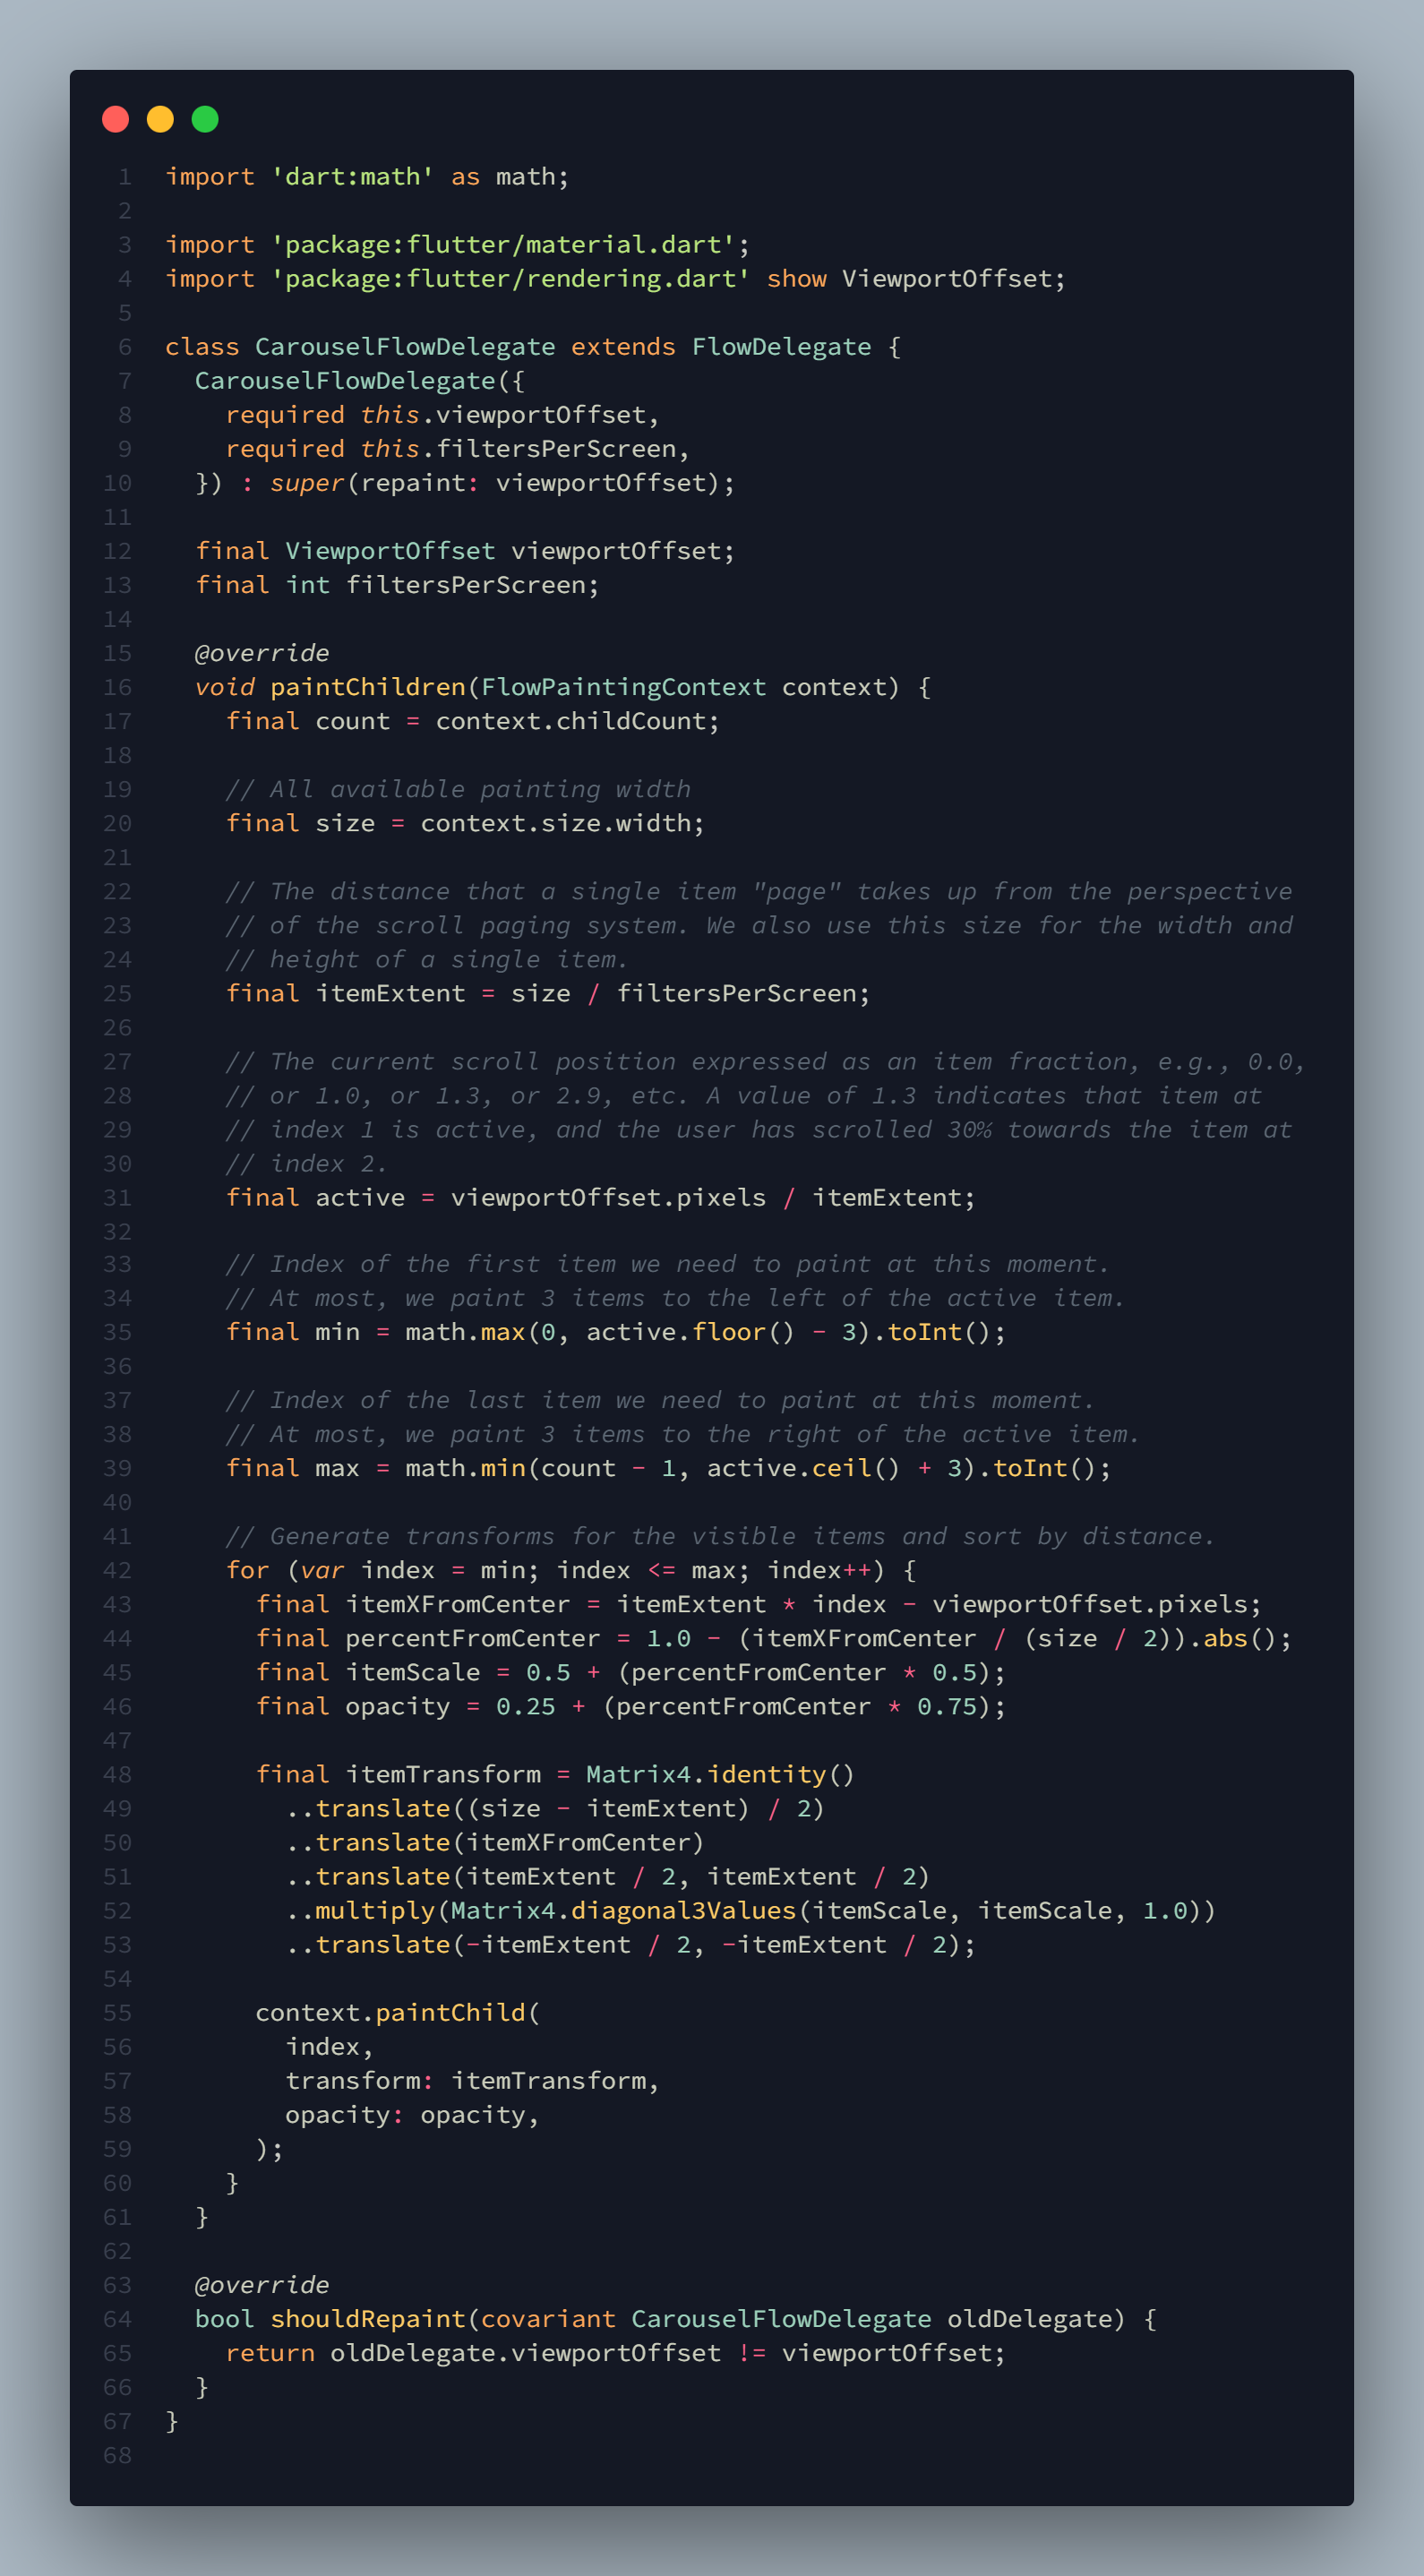 1 import 'dart:math' as math;
2
3 import 'package:flutter/material.dart';
4 import 'package:flutter/rendering.dart' show ViewportOffset;
5
6 class CarouselFlowDelegate extends FlowDelegate {
7   CarouselFlowDelegate({
8     required this.viewportOffset,
9     required this.filtersPerScreen,
10   }) : super(repaint: viewportOffset);
11
12   final ViewportOffset viewportOffset;
13   final int filtersPerScreen;
14
15   @override
16   void paintChildren(FlowPaintingContext context) {
17     final count = context.childCount;
18
19     // All available painting width
20     final size = context.size.width;
21
22     // The distance that a single item "page" takes up from the perspective
23     // of the scroll paging system. We also use this size for the width and
24     // height of a single item.
25     final itemExtent = size / filtersPerScreen;
26
27     // The current scroll position expressed as an item fraction, e.g., 0.0,
28     // or 1.0, or 1.3, or 2.9, etc. A value of 1.3 indicates that item at
29     // index 1 is active, and the user has scrolled 30% towards the item at
30     // index 2.
31     final active = viewportOffset.pixels / itemExtent;
32
33     // Index of the first item we need to paint at this moment.
34     // At most, we paint 3 items to the left of the active item.
35     final min = math.max(0, active.floor() - 3).toInt();
36
37     // Index of the last item we need to paint at this moment.
38     // At most, we paint 3 items to the right of the active item.
39     final max = math.min(count - 1, active.ceil() + 3).toInt();
40
41     // Generate transforms for the visible items and sort by distance.
42     for (var index = min; index <= max; index++) {
43       final itemXFromCenter = itemExtent * index - viewportOffset.pixels;
44       final percentFromCenter = 1.0 - (itemXFromCenter / (size / 2)).abs();
45       final itemScale = 0.5 + (percentFromCenter * 0.5);
46       final opacity = 0.25 + (percentFromCenter * 0.75);
47
48       final itemTransform = Matrix4.identity()
49         ..translate((size - itemExtent) / 2)
50         ..translate(itemXFromCenter)
51         ..translate(itemExtent / 2, itemExtent / 2)
52         ..multiply(Matrix4.diagonal3Values(itemScale, itemScale, 1.0))
53         ..translate(-itemExtent / 2, -itemExtent / 2);
54
55       context.paintChild(
56         index,
57         transform: itemTransform,
58         opacity: opacity,
59       );
60     }
61   }
62
63   @override
64   bool shouldRepaint(covariant CarouselFlowDelegate oldDelegate) {
65     return oldDelegate.viewportOffset != viewportOffset;
66   }
67 }
68